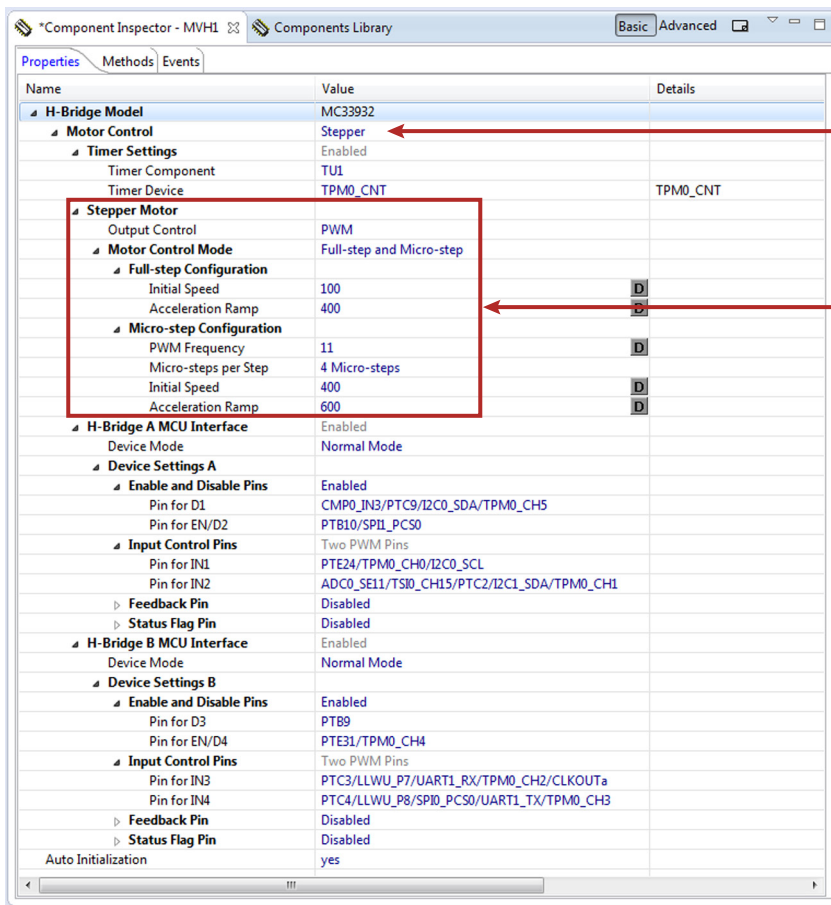 *Component Inspector - MVH1 Components Library Basic Advanced
Properties Methods Events
Name Value Details
H-Bridge Model MC33932
Motor Control Stepper
Timer Settings Enabled
Timer Component TU1
Timer Device TPM0_CNT TPM0_CNT
Stepper Motor
Output Control PWM
Motor Control Mode Full-step and Micro-step
Full-step Configuration
Initial Speed 100 D
Acceleration Ramp 400 D
Micro-step Configuration
PWM Frequency 11 D
Micro-steps per Step 4 Micro-steps
Initial Speed 400 D
Acceleration Ramp 600 D
H-Bridge A MCU Interface Enabled
Device Mode Normal Mode
Device Settings A
Enable and Disable Pins Enabled
Pin for D1 CMP0_IN3/PTC9/I2C0_SDA/TPM0_CH5
Pin for EN/D2 PTB10/SPI1_PCS0
Input Control Pins Two PWM Pins
Pin for IN1 PTE24/TPM0_CH0/I2C0_SCL
Pin for IN2 ADC0_SE11/TSI0_CH15/PTC2/I2C1_SDA/TPM0_CH1
Feedback Pin Disabled
Status Flag Pin Disabled
H-Bridge B MCU Interface Enabled
Device Mode Normal Mode
Device Settings B
Enable and Disable Pins Enabled
Pin for D3 PTB9
Pin for EN/D4 PTE31/TPM0_CH4
Input Control Pins Two PWM Pins
Pin for IN3 PTC3/LLWU_P7/UART1_RX/TPM0_CH2/CLKOUTa
Pin for IN4 PTC4/LLWU_P8/SPI0_PCS0/UART1_TX/TPM0_CH3
Feedback Pin Disabled
Status Flag Pin Disabled
Auto Initialization yes